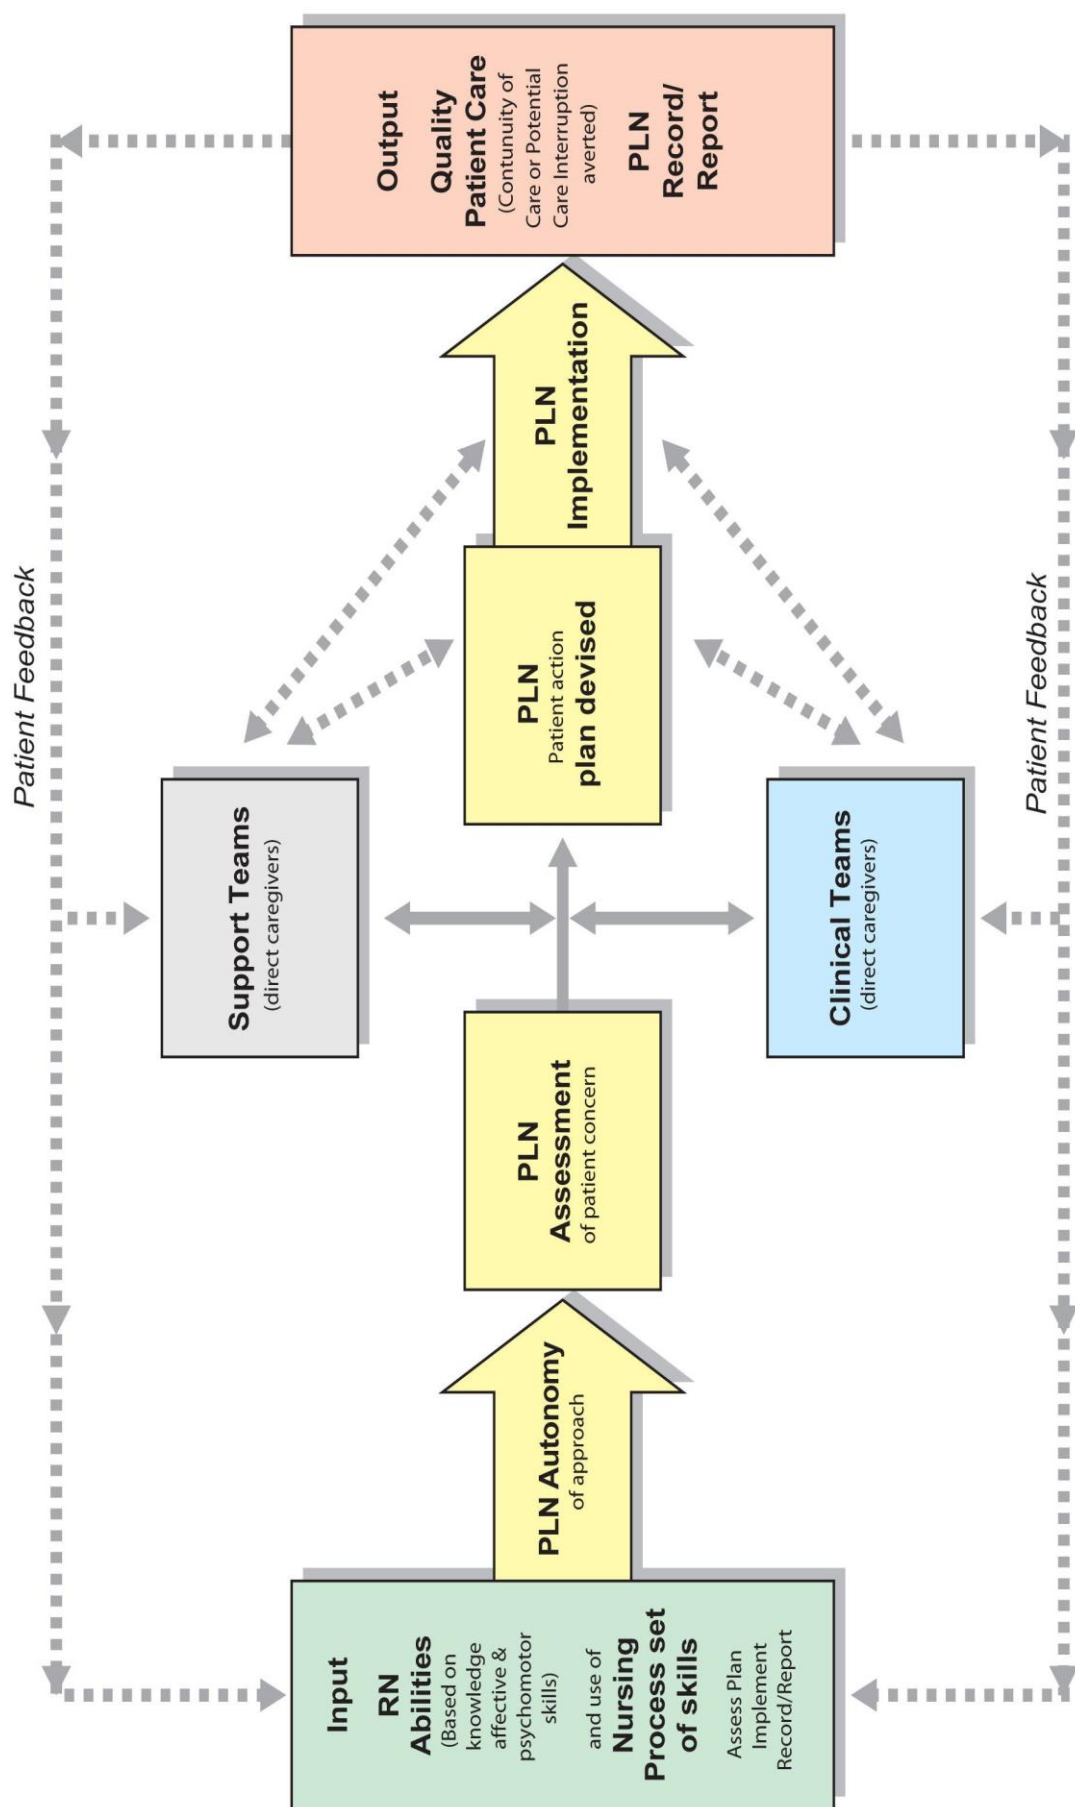 Patient Feedback
Input
RN
Abilities
(Based on
knowledge
affective &
psychomotor
skills)
and use of
Nursing
Process set
of skills
Assess Plan
Implement
Record/Report
PLN Autonomy
of approach
PLN
Assessment
of patient concern
Support Teams
(direct caregivers)
Clinical Teams
(direct caregivers)
PLN
Patient action
plan devised
PLN
Implementation
Output
Quality
Patient Care
(Contunuity of
Care or Potential
Care Interruption
averted)
PLN
Record/
Report
Patient Feedback